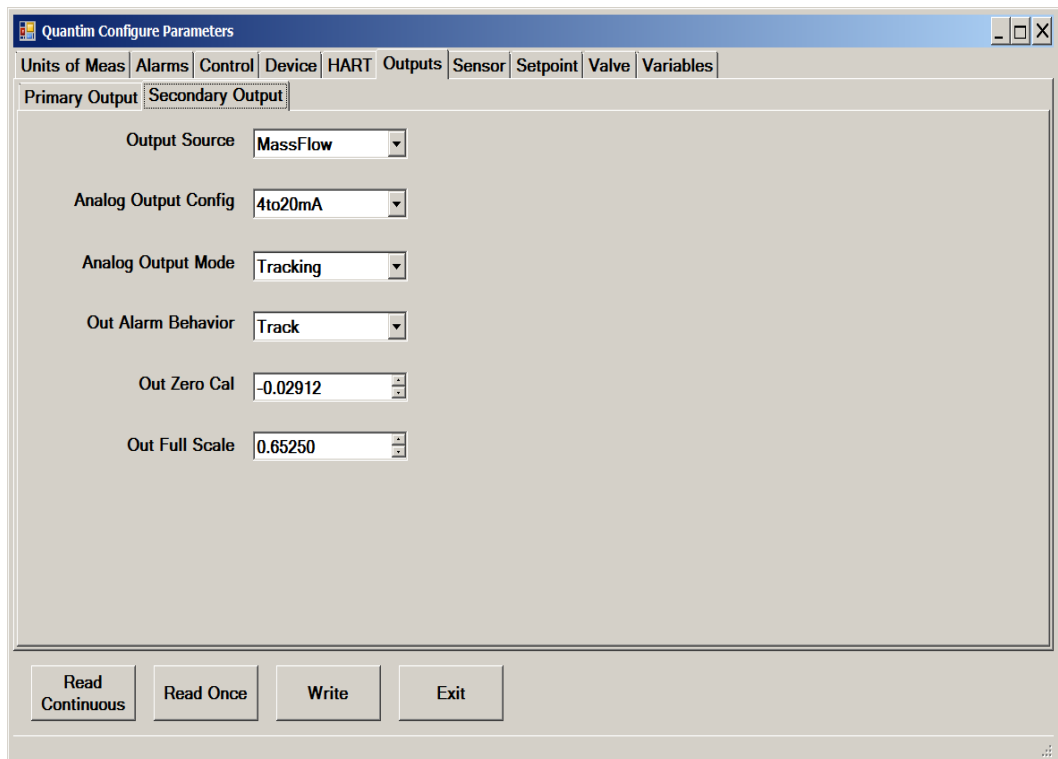 Quantim Configure Parameters
Units of Meas Alarms Control Device HART Outputs Sensor Setpoint Valve Variables
Primary Output Secondary Output
Output Source MassFlow
Analog Output Config 4to20mA
Analog Output Mode Tracking
Out Alarm Behavior Track
Out Zero Cal -0.02912
Out Full Scale 0.65250
Read Continuous Read Once Write Exit